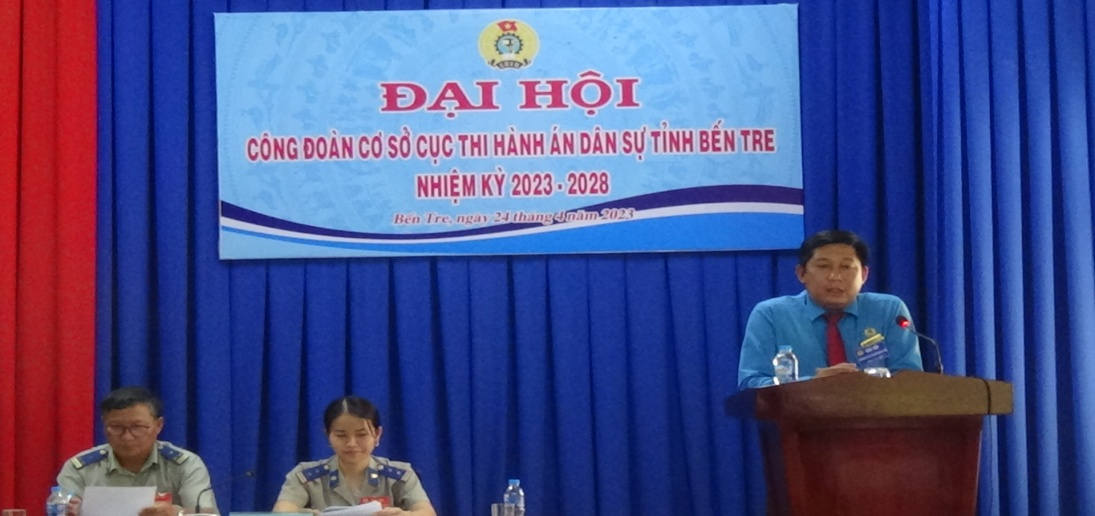 ĐẠI HỘI
CÔNG ĐOÀN CƠ SỞ CỤC THI HÀNH ÁN DÂN SỰ TỈNH BẾN TRE
NHIỆM KỲ 2023 - 2028
Bến Tre, ngày 24 tháng 4 năm 2023